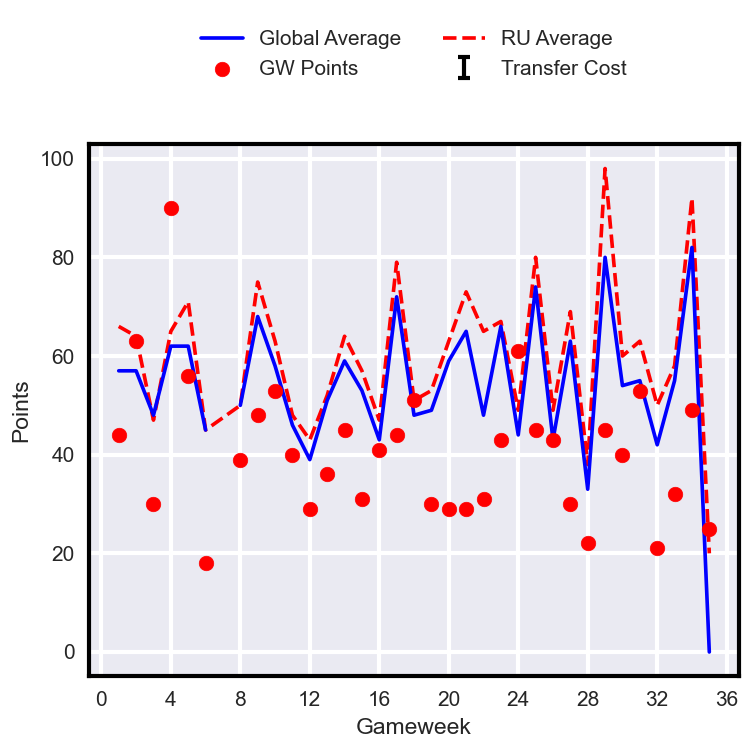 Global Average
RU Average
GW Points
Transfer Cost
100
80
60
40
20
0
Points
0 4 8 12 16 20 24 28 32 36
Gameweek